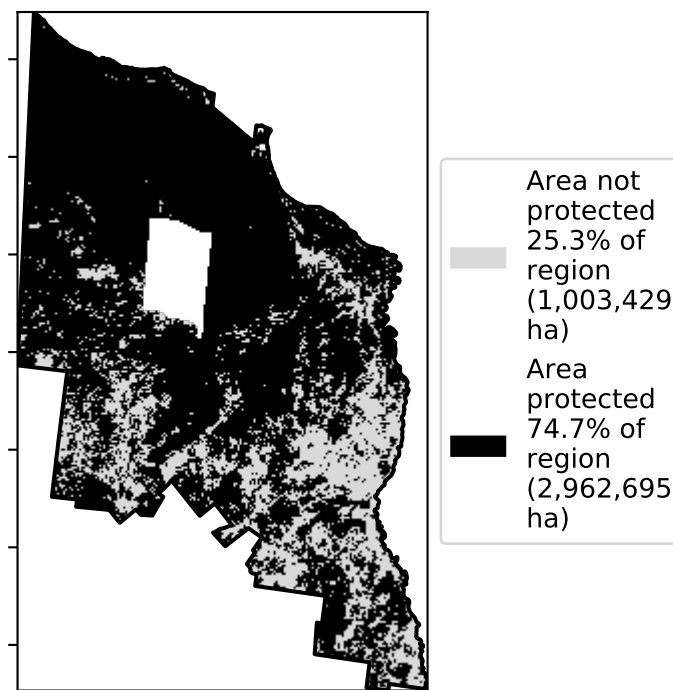 Area not
protected
25.3% of
region
(1,003,429
ha)
Area
protected
74.7% of
region
(2,962,695
ha)